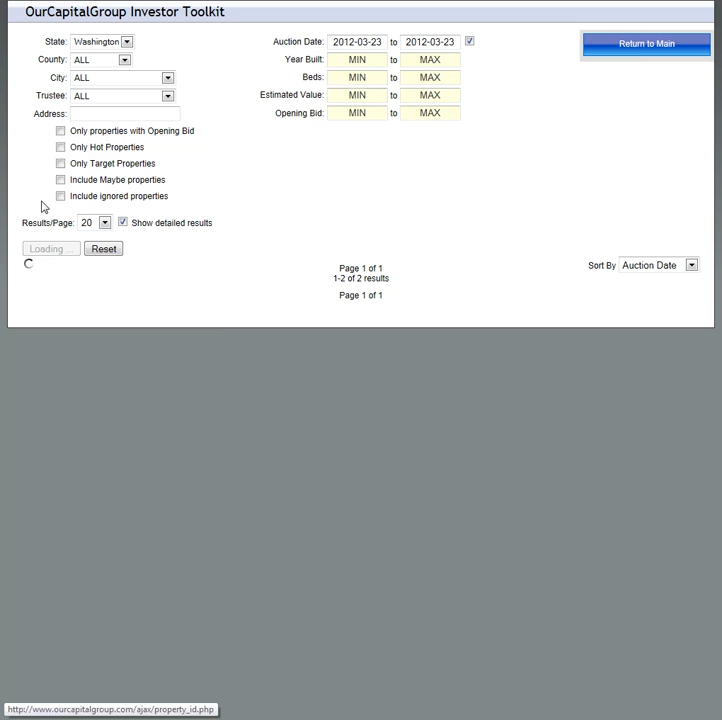 OurCapitalGroup Investor Toolkit
State: Washington
Auction Date: 2012-03-23 to 2012-03-23
Return to Main
County: ALL
Year Built: MIN to MAX
City: ALL
Beds: MIN to MAX
Trustee: ALL
Estimated Value: MIN to MAX
Address:
Opening Bid: MIN to MAX
Only properties with Opening Bid
Only Hot Properties
Only Target Properties
Include Maybe properties
Include ignored properties
Results/Page: 20 Show detailed results
Loading ... Reset
Page 1 of 1
Sort By Auction Date
1-2 of 2 results
Page 1 of 1
http://www.ourcapitalgroup.com/ajax/property_id.php